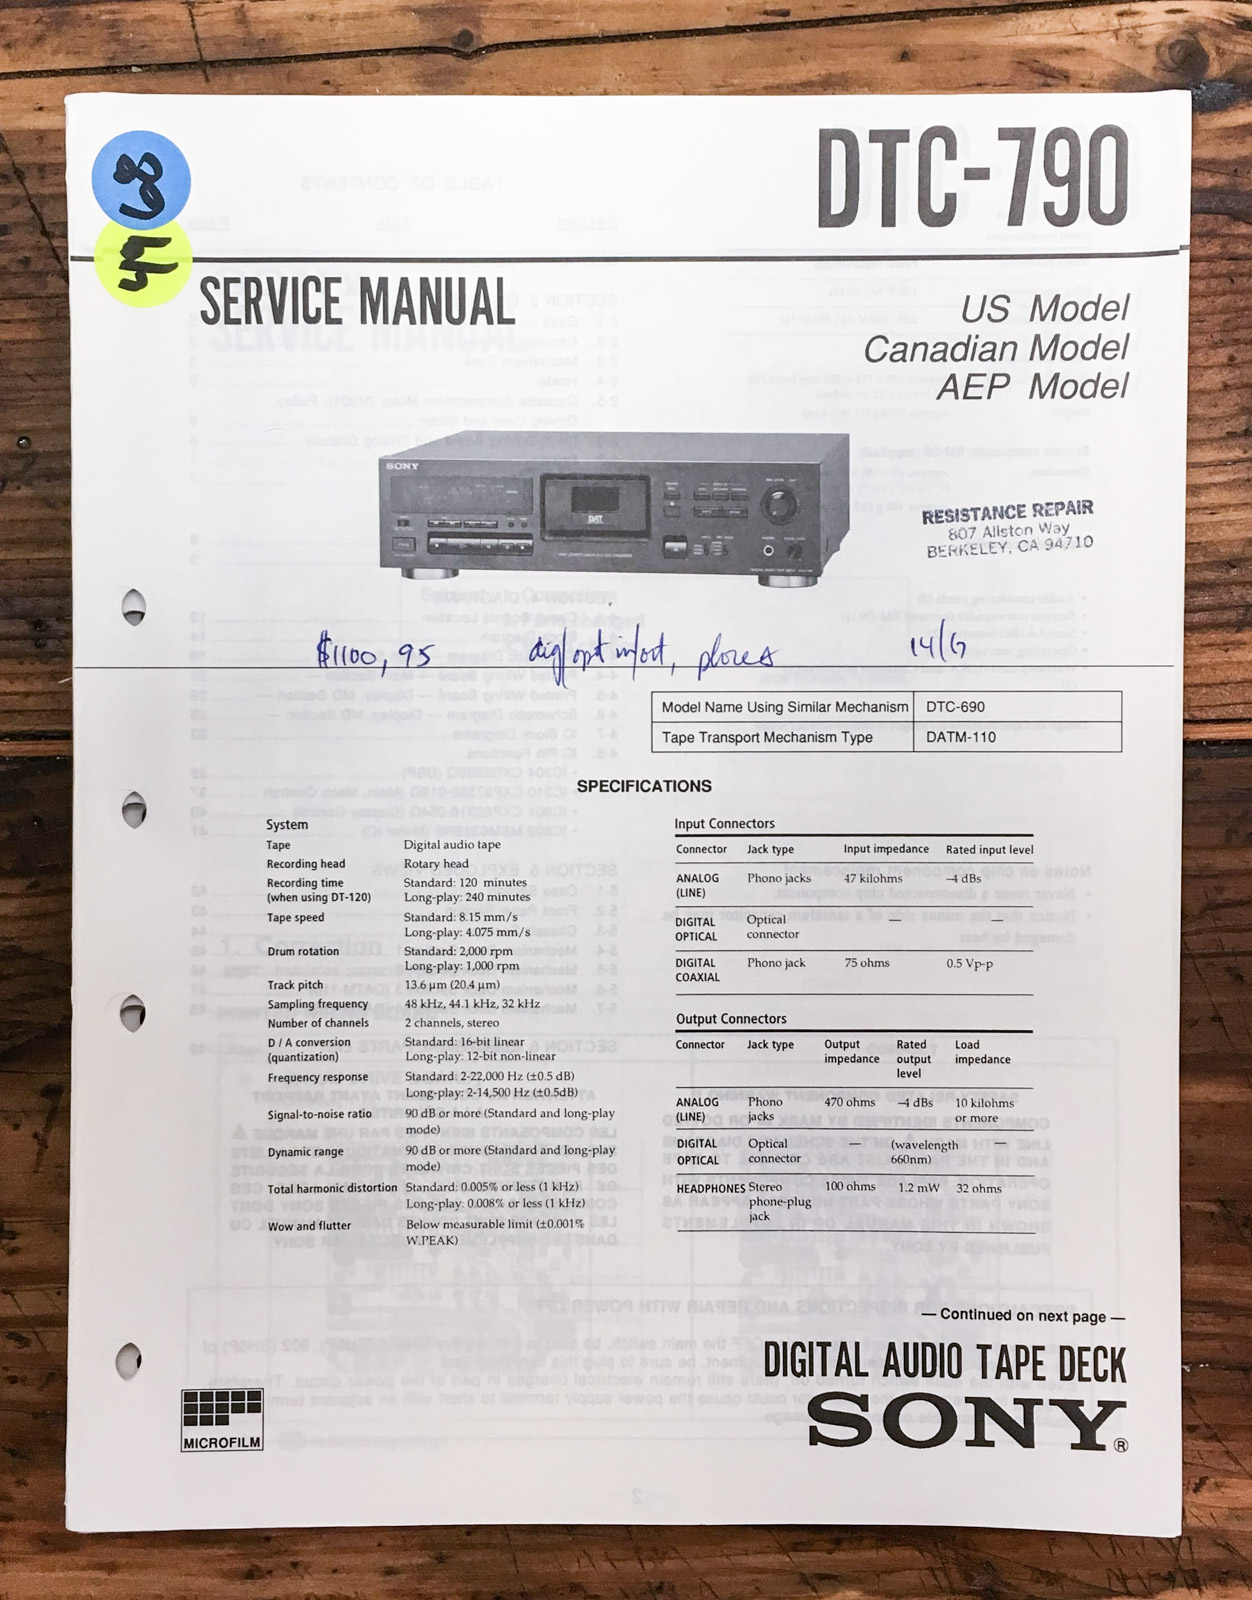 DTC-790
68
SERVICE MANUAL
US Model
Canadian Model
AEP Model
SONY
DAT
RESISTANCE REPAIR
807 Allston Way
BERKELEY, CA 94710
$1100,95 dig/opt in/out, 14/G
Model Name Using Similar Mechanism DTC-690
Tape Transport Mechanism Type DATM-110
SPECIFICATIONS
System
Tape Digital audio tape
Recording head Rotary head
Recording time Standard: 120 minutes
(when using DT-120) Long-play: 240 minutes
Tape speed Standard: 8.15 mm/s
Long-play: 4.075 mm/s
Drum rotation Standard: 2,000 rpm
Long-play: 1,000 rpm
Track pitch 13.6 µm (20.4 µm)
Sampling frequency 48 kHz, 44.1 kHz, 32 kHz
Number of channels 2 channels, stereo
D / A conversion Standard: 16-bit linear
(quantization) Long-play: 12-bit non-linear
Frequency response Standard: 2-22,000 Hz (±0.5 dB)
Long-play: 2-14,500 Hz (±0.5dB)
Signal-to-noise ratio 90 dB or more (Standard and long-play
mode)
Dynamic range 90 dB or more (Standard and long-play
mode)
Total harmonic distortion Standard: 0.005% or less (1 kHz)
Long-play: 0.008% or less (1 kHz)
Wow and flutter Below measurable limit (±0.001%
W.PEAK)
Input Connectors
Connector Jack type Input impedance Rated input level
ANALOG Phono jacks 47 kilohms –4 dBs
(LINE)
DIGITAL Optical — —
OPTICAL connector
DIGITAL Phono jack 75 ohms 0.5 Vp-p
COAXIAL
Output Connectors
Connector Jack type Output Rated Load
impedance output impedance
level
ANALOG Phono 470 ohms –4 dBs 10 kilohms
(LINE) jacks or more
DIGITAL Optical — (wavelength —
OPTICAL connector 660nm)
HEADPHONES Stereo 100 ohms 1.2 mW 32 ohms
phone-plug
jack
— Continued on next page —
DIGITAL AUDIO TAPE DECK
SONY®
MICROFILM